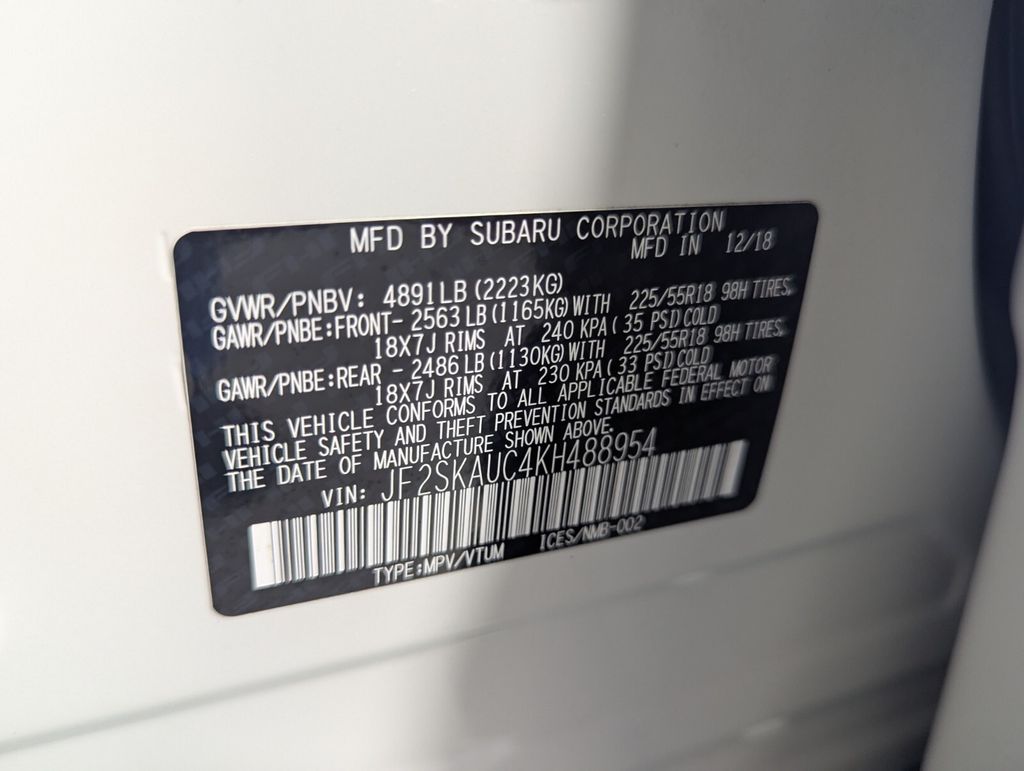 MFD BY SUBARU CORPORATION
MFD IN 12/18
GVWR/PNBV: 4891LB (2223KG)
GAWR/PNBE:FRONT- 2563LB (1165KG)WITH 225/55R18 98H TIRES,
18X7J RIMS AT 240 KPA( 35 PSI)COLD
GAWR/PNBE:REAR - 2486LB (1130KG)WITH 225/55R18 98H TIRES,
18X7J RIMS AT 230 KPA( 33 PSI)COLD
THIS VEHICLE CONFORMS TO ALL APPLICABLE FEDERAL MOTOR
VEHICLE SAFETY AND THEFT PREVENTION STANDARDS IN EFFECT ON
THE DATE OF MANUFACTURE SHOWN ABOVE.
VIN: JF2SKAUC4KH488954
TYPE:MPV/VTUM ICES/NMB-002